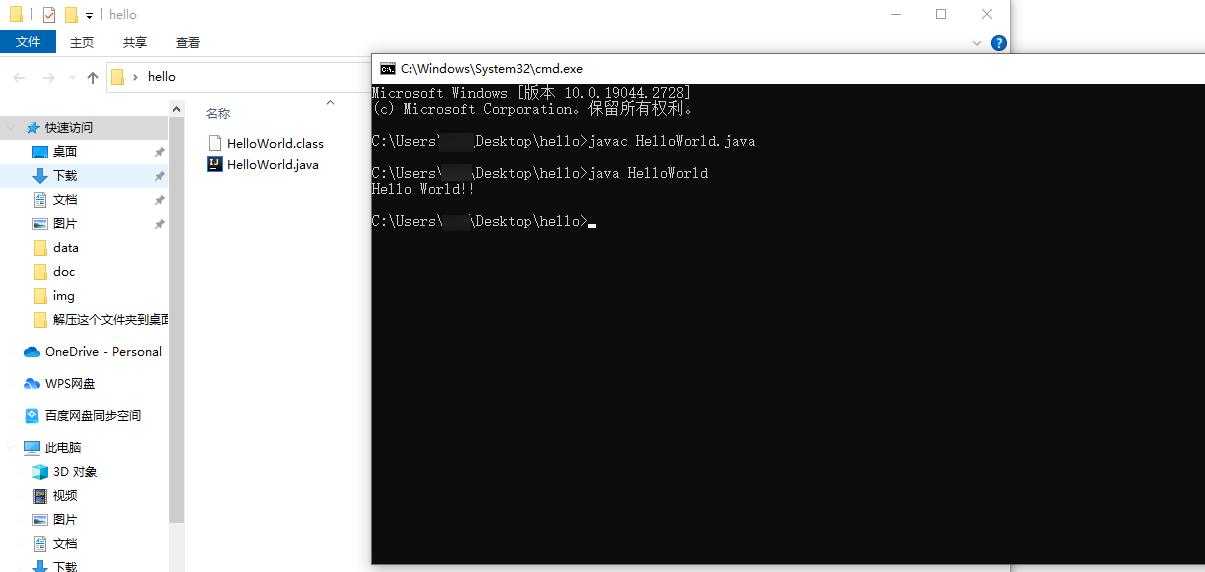 hello
文件 主页 共享 查看
hello
名称
快速访问
桌面
下载
文档
图片
data
doc
img
解压这个文件夹到桌面
OneDrive - Personal
WPS网盘
百度网盘同步空间
此电脑
3D 对象
视频
图片
文档
下载
HelloWorld.class
HelloWorld.java
C:\Windows\System32\cmd.exe
Microsoft Windows [版本 10.0.19044.2728]
(c) Microsoft Corporation。保留所有权利。
C:\Users\ Desktop\hello>javac HelloWorld.java
C:\Users\ \Desktop\hello>java HelloWorld
Hello World!!
C:\Users\ \Desktop\hello>